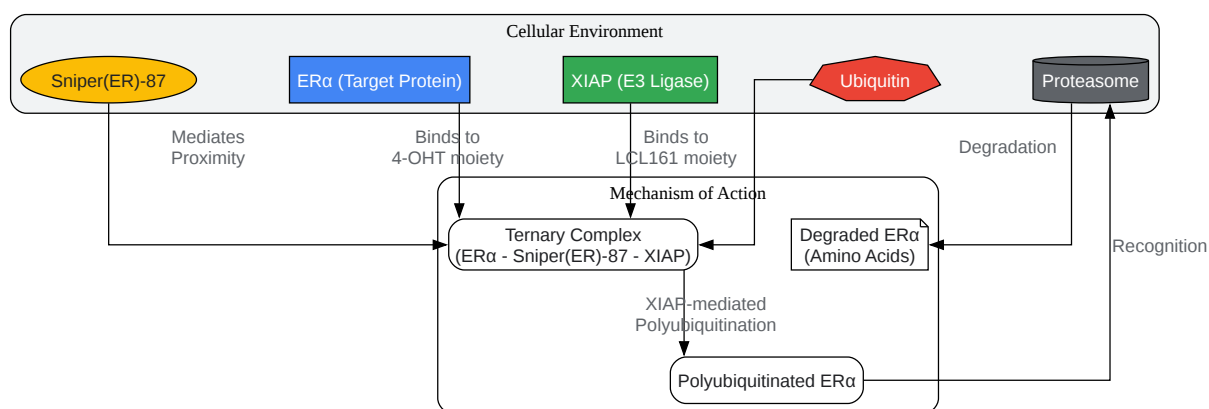 Cellular Environment
Sniper(ER)-87
ERα (Target Protein)
XIAP (E3 Ligase)
Ubiquitin
Proteasome
Mediates
Proximity
Binds to
4-OHT moiety
Binds to
LCL161 moiety
Degradation
Mechanism of Action
Ternary Complex
(ERα - Sniper(ER)-87 - XIAP)
Degraded ERα
(Amino Acids)
Recognition
XIAP-mediated
Polyubiquitination
Polyubiquitinated ERα